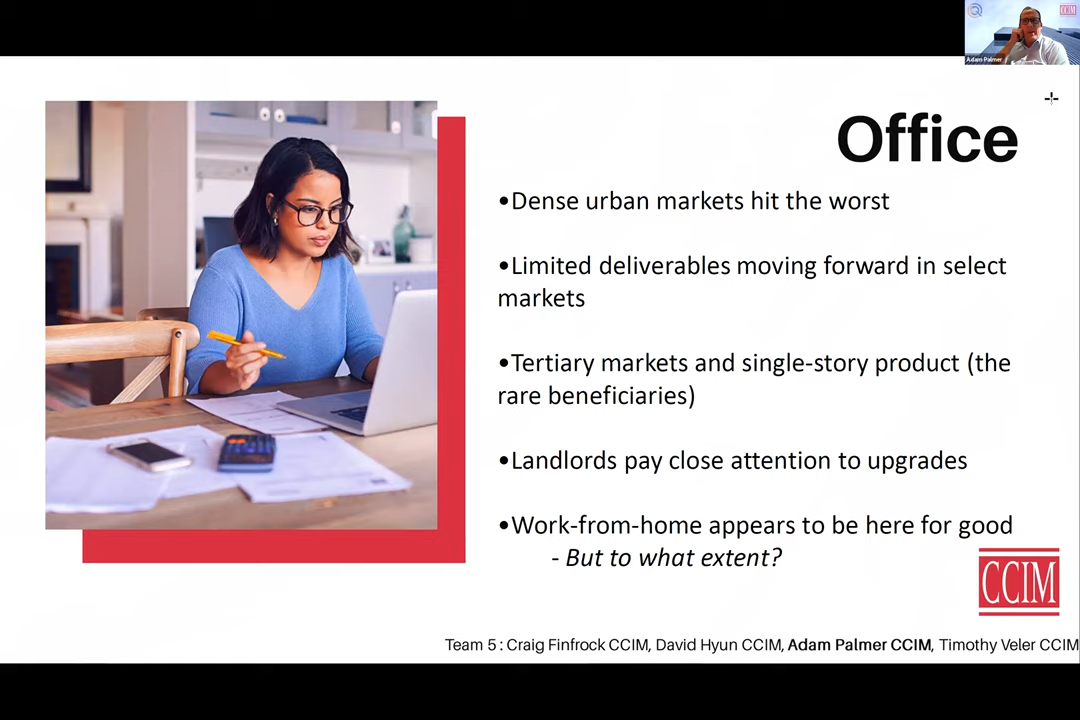 CCIM
Adam Palmer
Office
•Dense urban markets hit the worst
•Limited deliverables moving forward in select
markets
•Tertiary markets and single-story product (the
rare beneficiaries)
•Landlords pay close attention to upgrades
•Work-from-home appears to be here for good
- But to what extent?
CCIM
Team 5 : Craig Finfrock CCIM, David Hyun CCIM, Adam Palmer CCIM, Timothy Veler CCIM